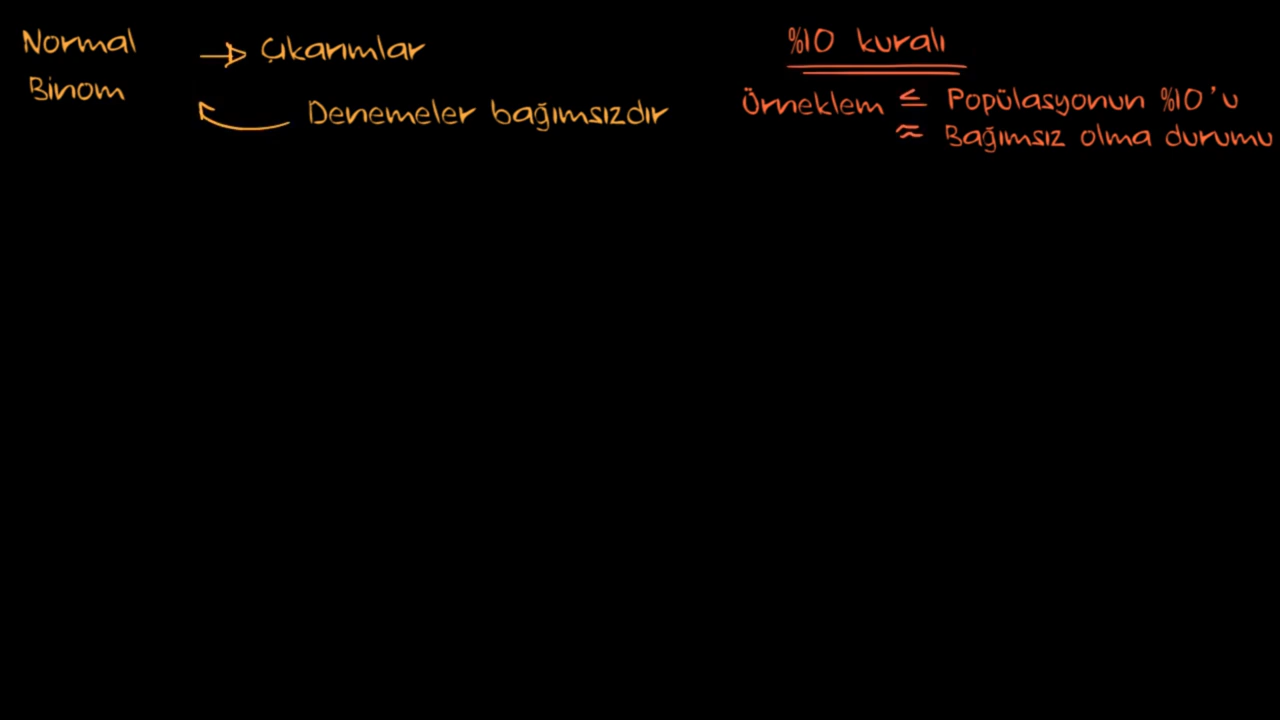 Normal → Çıkarımlar
Binom
Denemeler bağımsızdır
%10 kuralı
Örneklem ≤ Popülasyonun %10'u
≈ Bağımsız olma durumu